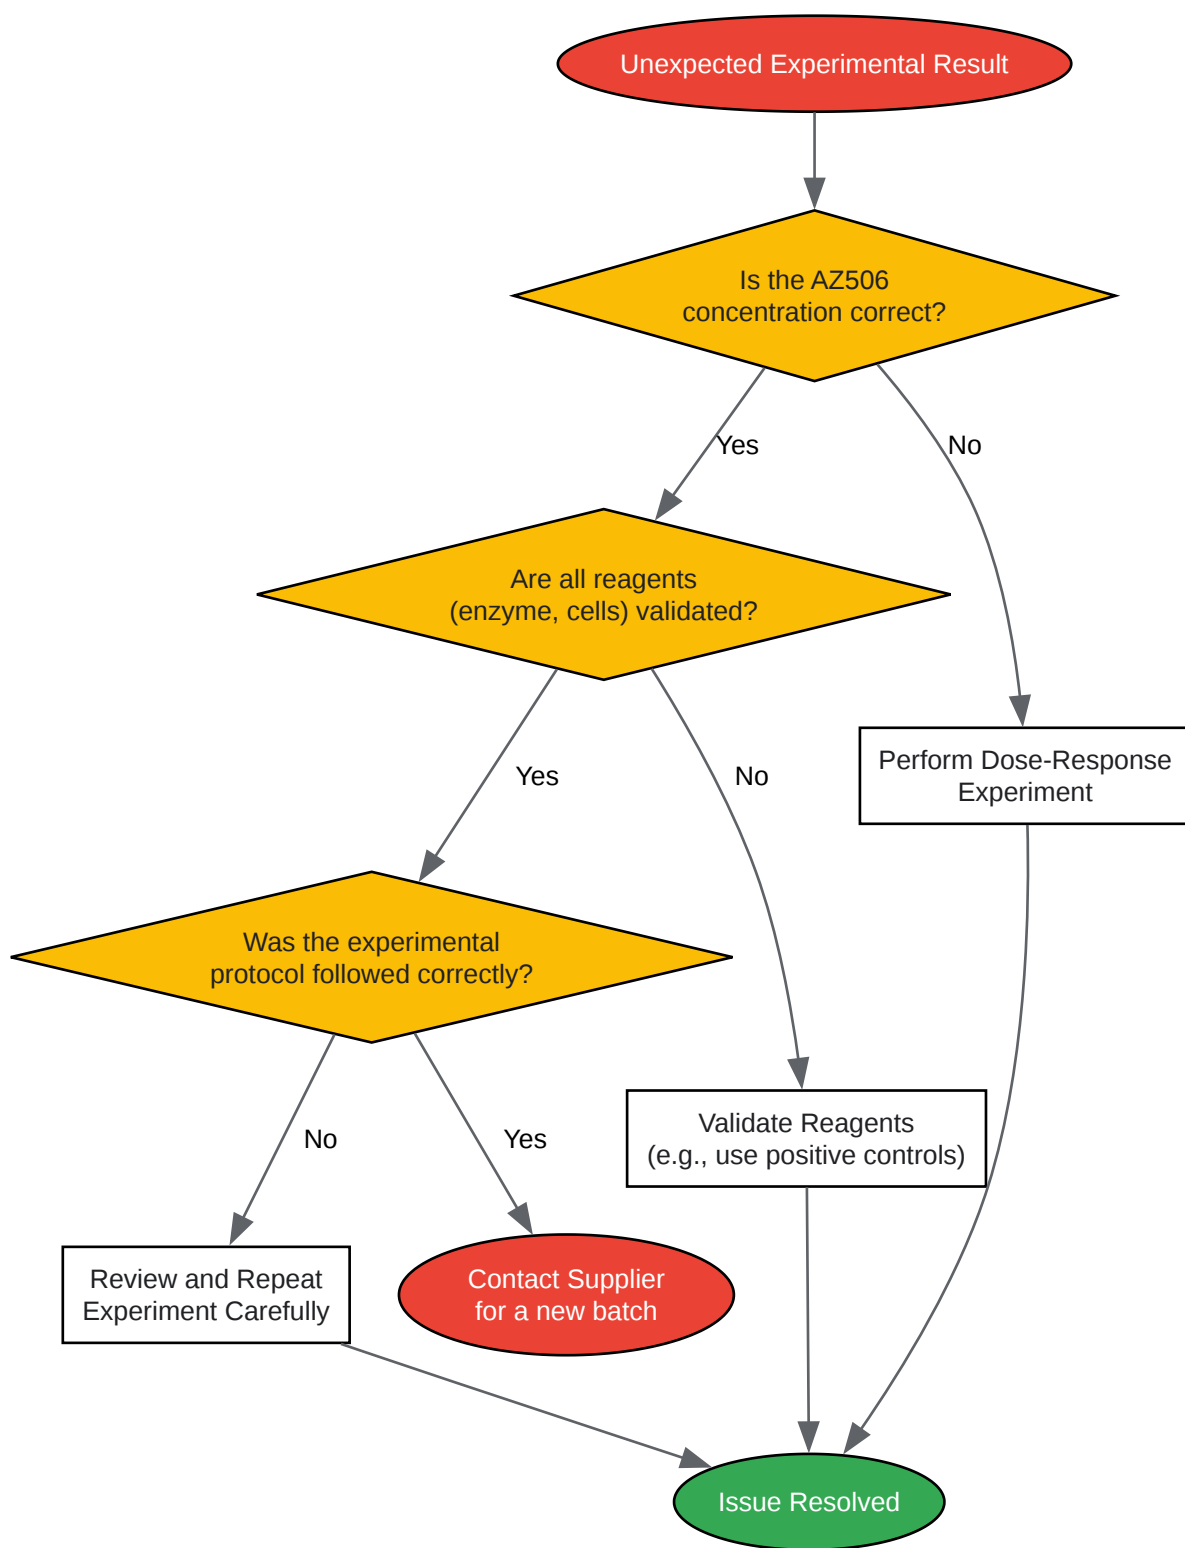 Unexpected Experimental Result
Is the AZ506
concentration correct?
Yes
No
Are all reagents
(enzyme, cells) validated?
Yes
No
Perform Dose-Response
Experiment
Was the experimental
protocol followed correctly?
No
Yes
Validate Reagents
(e.g., use positive controls)
Review and Repeat
Experiment Carefully
Contact Supplier
for a new batch
Issue Resolved